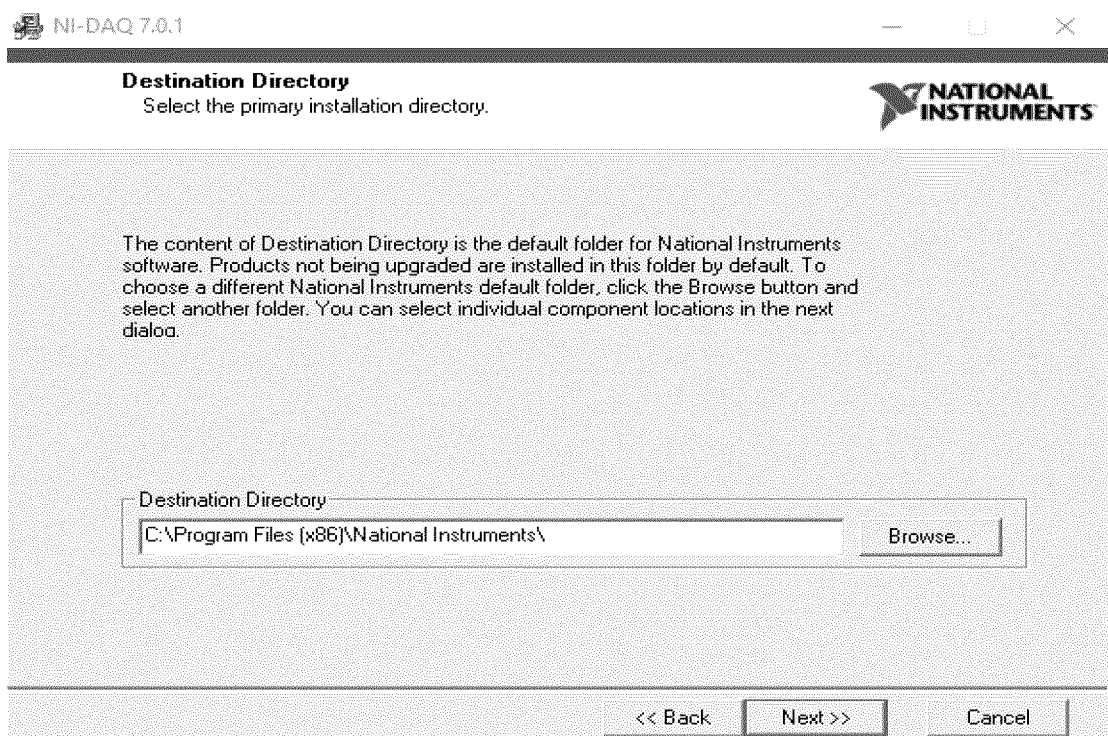 NI-DAQ 7.0.1
Destination Directory
Select the primary installation directory.
NATIONAL
INSTRUMENTS
The content of Destination Directory is the default folder for National Instruments
software. Products not being upgraded are installed in this folder by default. To
choose a different National Instruments default folder, click the Browse button and
select another folder. You can select individual component locations in the next
dialog.
Destination Directory
C:\Program Files (x86)\National Instruments\
Browse...
<< Back
Next >>
Cancel